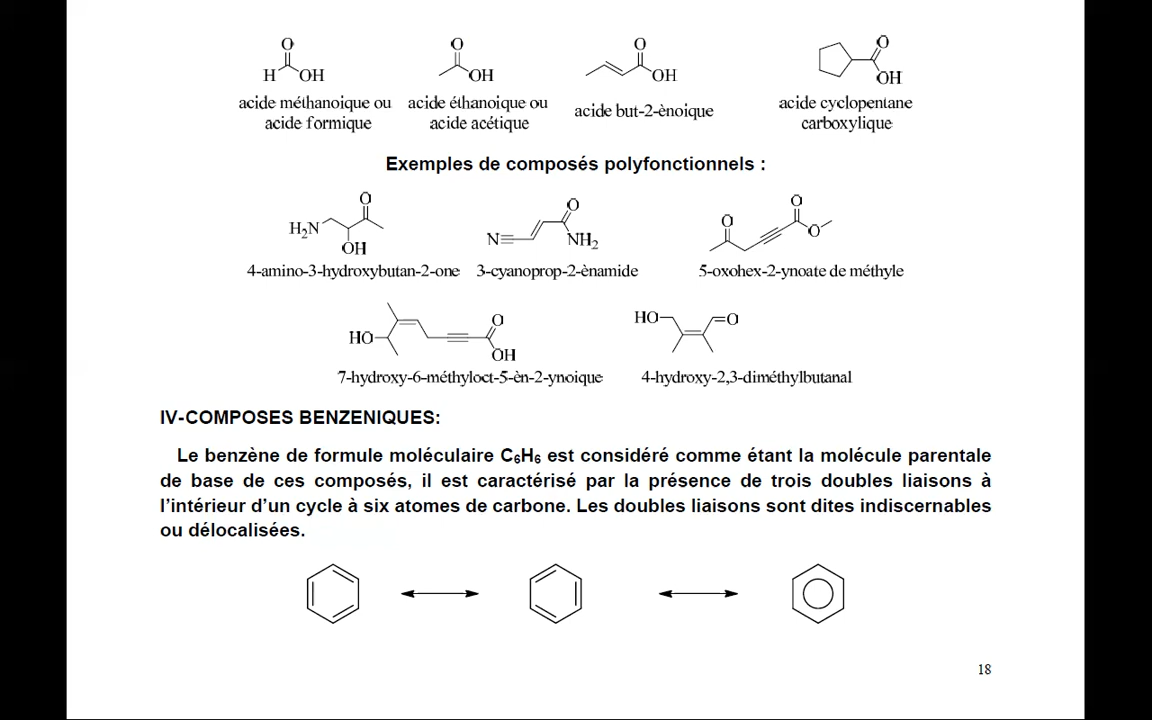 O O O O
H OH OH OH OH
acide méthanoique ou acide éthanoique ou acide but-2-ènoique acide cyclopentane
acide formique acide acétique carboxylique
Exemples de composés polyfonctionnels :
O O O O
H₂N OH N NH₂ O
4-amino-3-hydroxybutan-2-one 3-cyanoprop-2-ènamide 5-oxohex-2-ynoate de méthyle
HO O OH HO O
7-hydroxy-6-méthyloct-5-èn-2-ynoique 4-hydroxy-2,3-diméthylbutanal
IV-COMPOSES BENZENIQUES:
Le benzène de formule moléculaire C₆H₆ est considéré comme étant la molécule parentale
de base de ces composés, il est caractérisé par la présence de trois doubles liaisons à
l'intérieur d'un cycle à six atomes de carbone. Les doubles liaisons sont dites indiscernables
ou délocalisées.
18